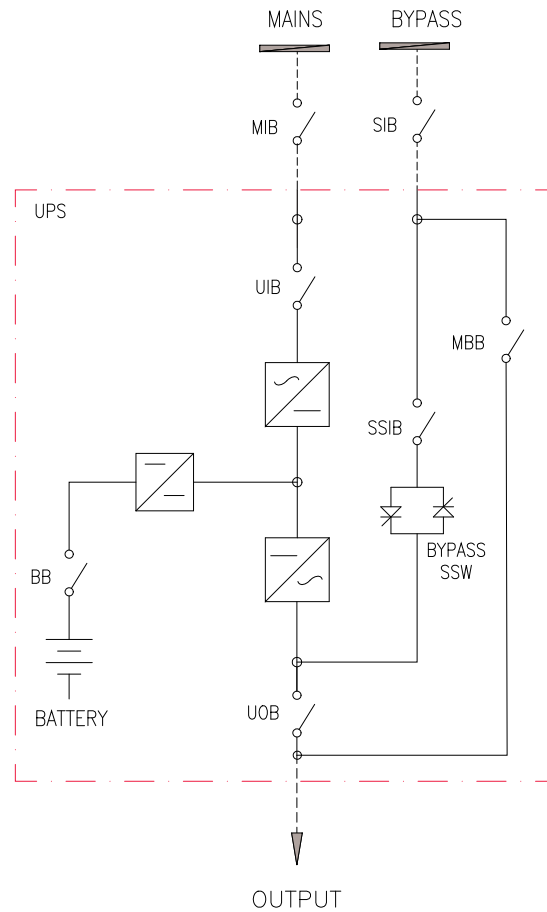 MAINS
BYPASS
MIB
SIB
UPS
UIB
MBB
SSIB
BB
BYPASS
SSW
UOB
BATTERY
OUTPUT